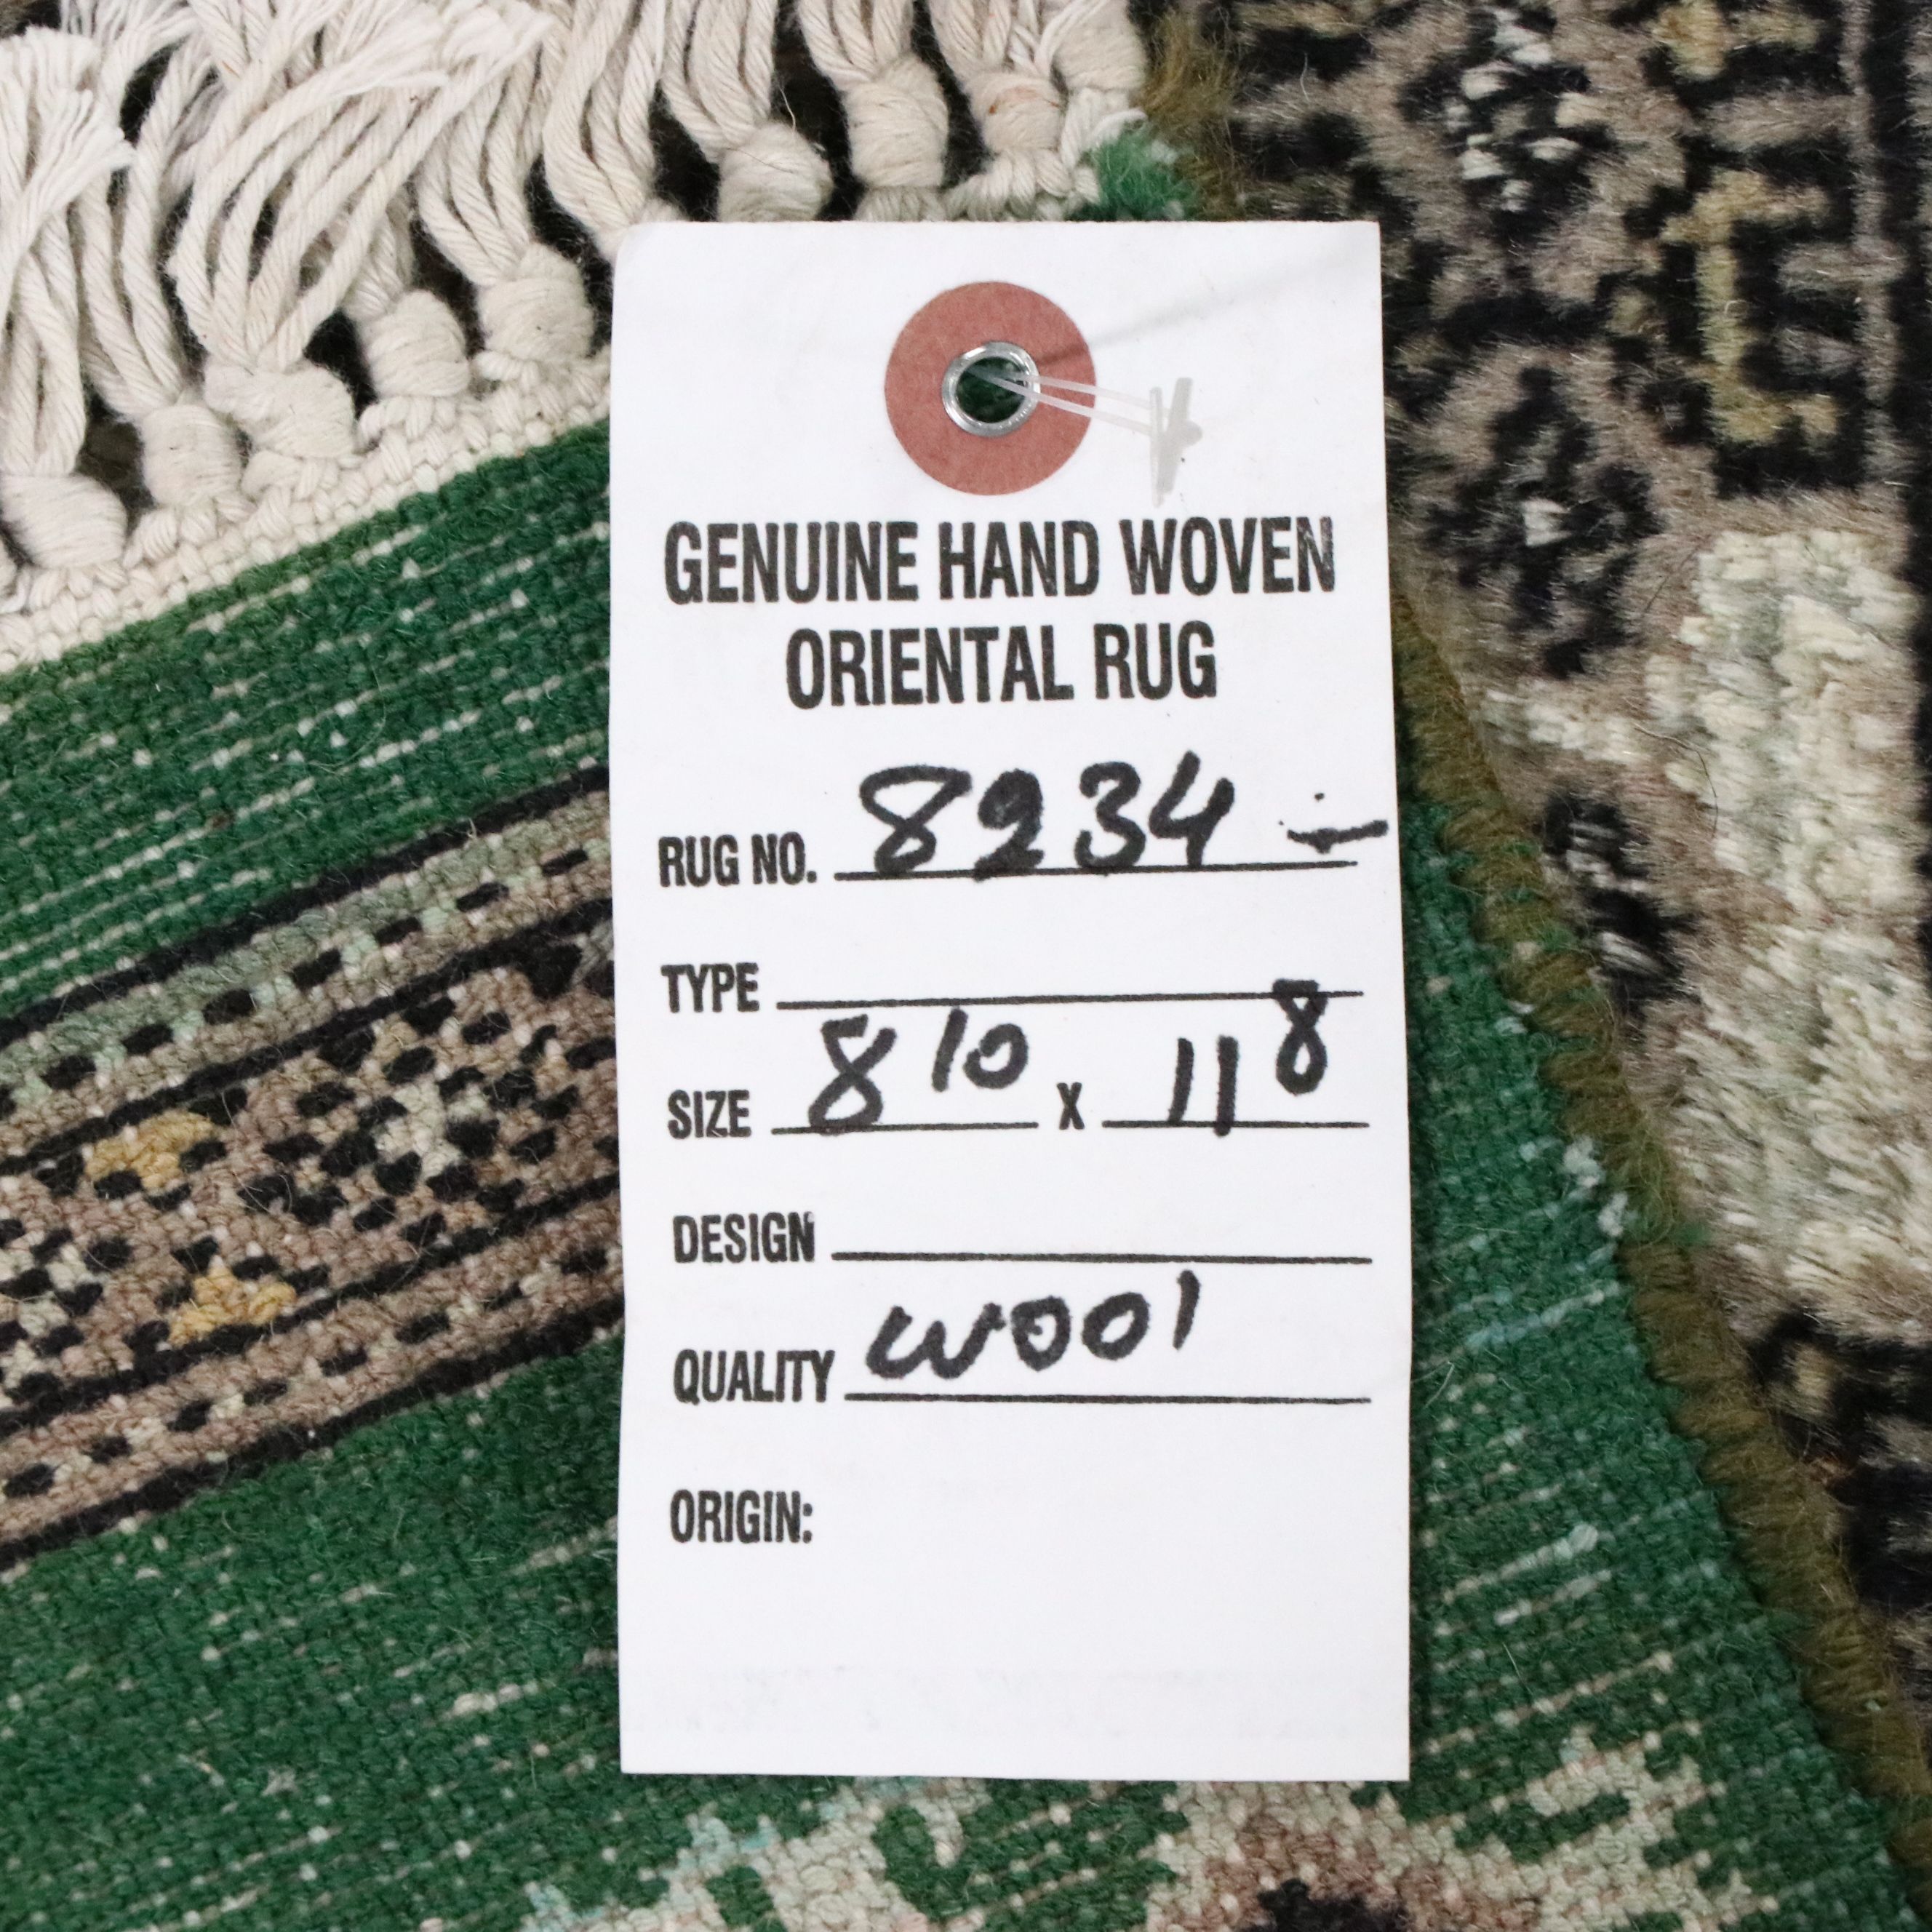 GENUINE HAND WOVEN
ORIENTAL RUG
RUG NO. 8234 -
TYPE
SIZE 8 10 X 11 8
DESIGN
QUALITY wool
ORIGIN: